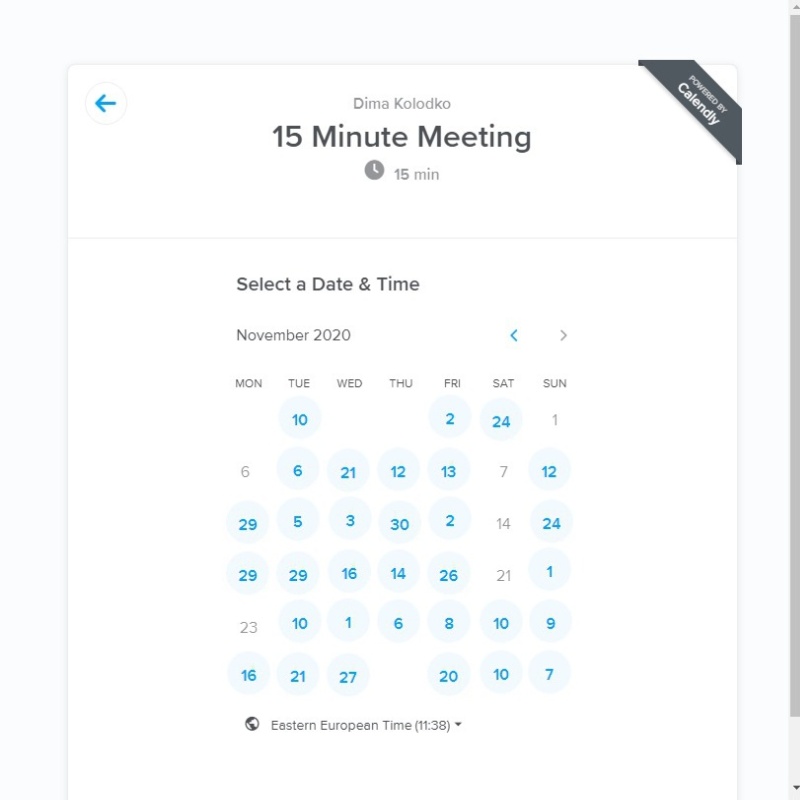 POWERED BY
Calendly
Dima Kolodko
15 Minute Meeting
15 min
Select a Date & Time
November 2020
MON TUE WED THU FRI SAT SUN
10 2 24 1
6 6 21 12 13 7 12
29 5 3 30 2 14 24
29 29 16 14 26 21 1
23 10 1 6 8 10 9
16 21 27 20 10 7
Eastern European Time (11:38)